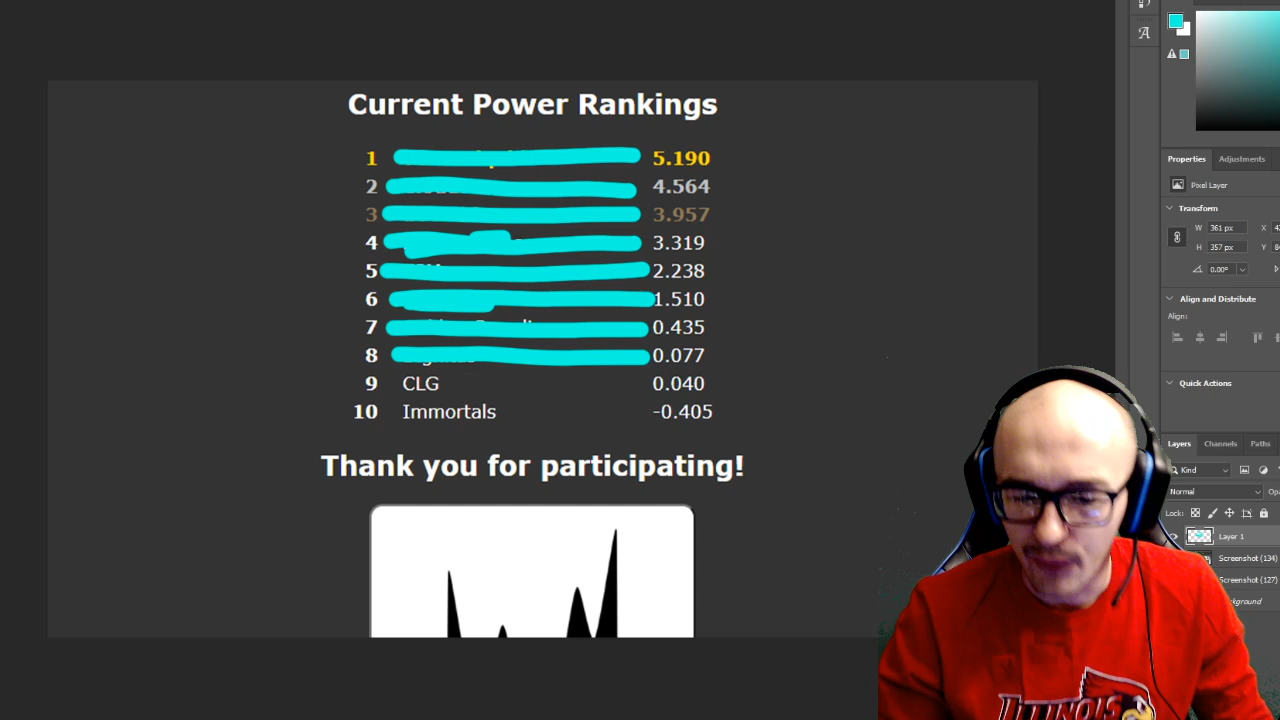 Current Power Rankings
1 5.190
2 4.564
3 3.957
4 3.319
5 2.238
6 1.510
7 0.435
8 0.077
9 CLG 0.040
10 Immortals -0.405
Thank you for participating!
A
Properties Adjustments
Pixel Layer
Transform
W 361 px X
H 357 px Y
0.00°
Align and Distribute
Align:
Quick Actions
Layers Channels Paths
Kind
Normal
Lock:
Layer 1
Screenshot (134)
Screenshot (127)
ILLINOIS